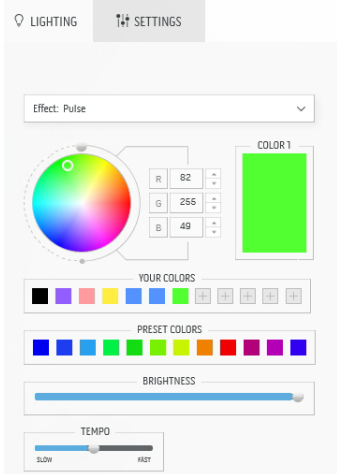 LIGHTING
SETTINGS
Effect: Pulse
COLOR 1
R 82
G 255
B 49
YOUR COLORS
PRESET COLORS
BRIGHTNESS
TEMPO
SLOW FAST